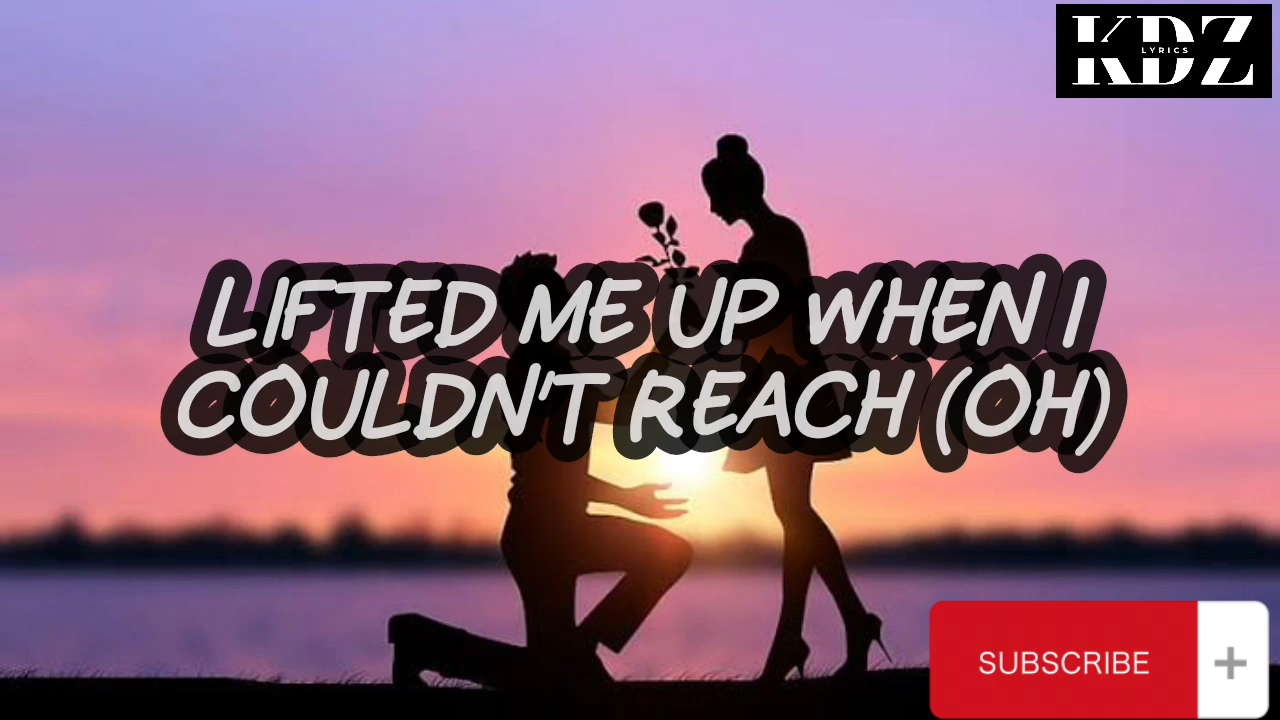 KDZ
LYRICS
LIFTED ME UP WHEN I
COULDN'T REACH (OH)
SUBSCRIBE
+